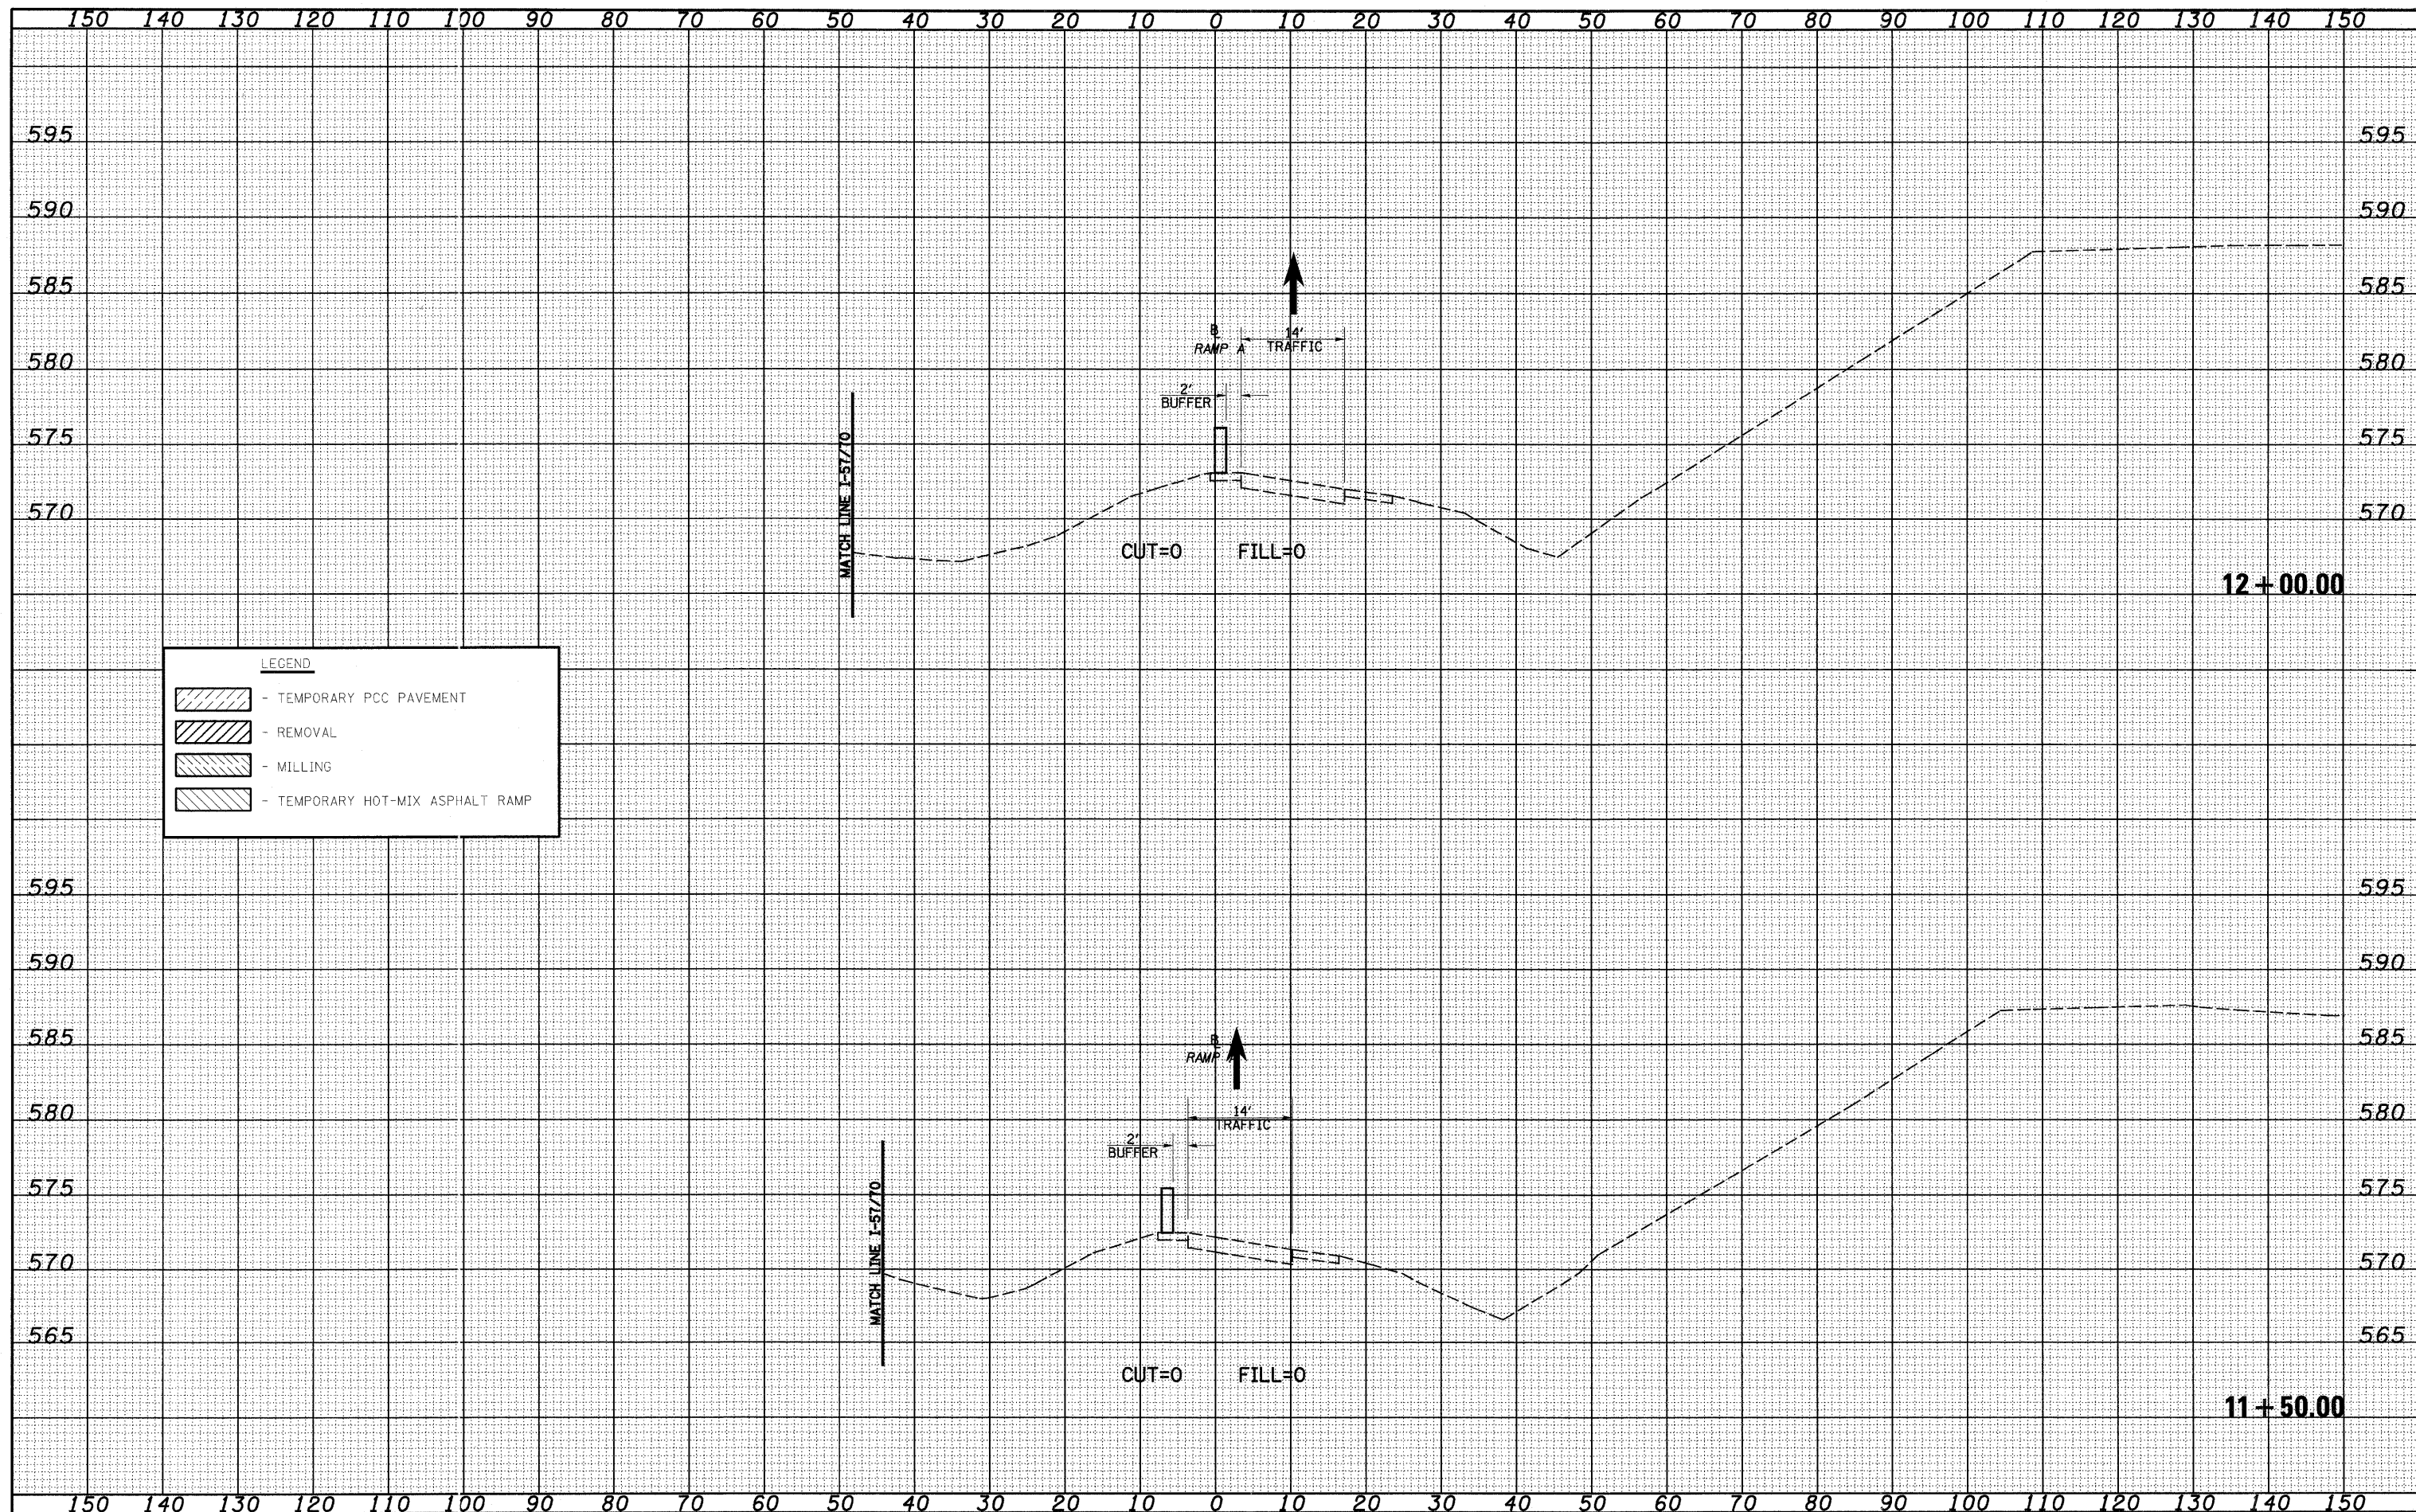 150 140 130 120 110 100 90 80 70 60 50 40 30 20 10 0 10 20 30 40 50 60 70 80 90 100 110 120 130 140 150
595 595
590 590
585 585
B
14'
RAMP A TRAFFIC
580 580
2'
BUFFER
575 575
MATCH LINE I-57/70
570 570
CUT=0 FILL=0
12+00.00
LEGEND
- TEMPORARY PCC PAVEMENT
- REMOVAL
- MILLING
- TEMPORARY HOT-MIX ASPHALT RAMP
595 595
590 590
585 585
B
RAMP
580 580
14'
TRAFFIC
2'
BUFFER
575 575
MATCH LINE I-57/70
570 570
565 565
CUT=0 FILL=0
11+50.00
150 140 130 120 110 100 90 80 70 60 50 40 30 20 10 0 10 20 30 40 50 60 70 80 90 100 110 120 130 140 150